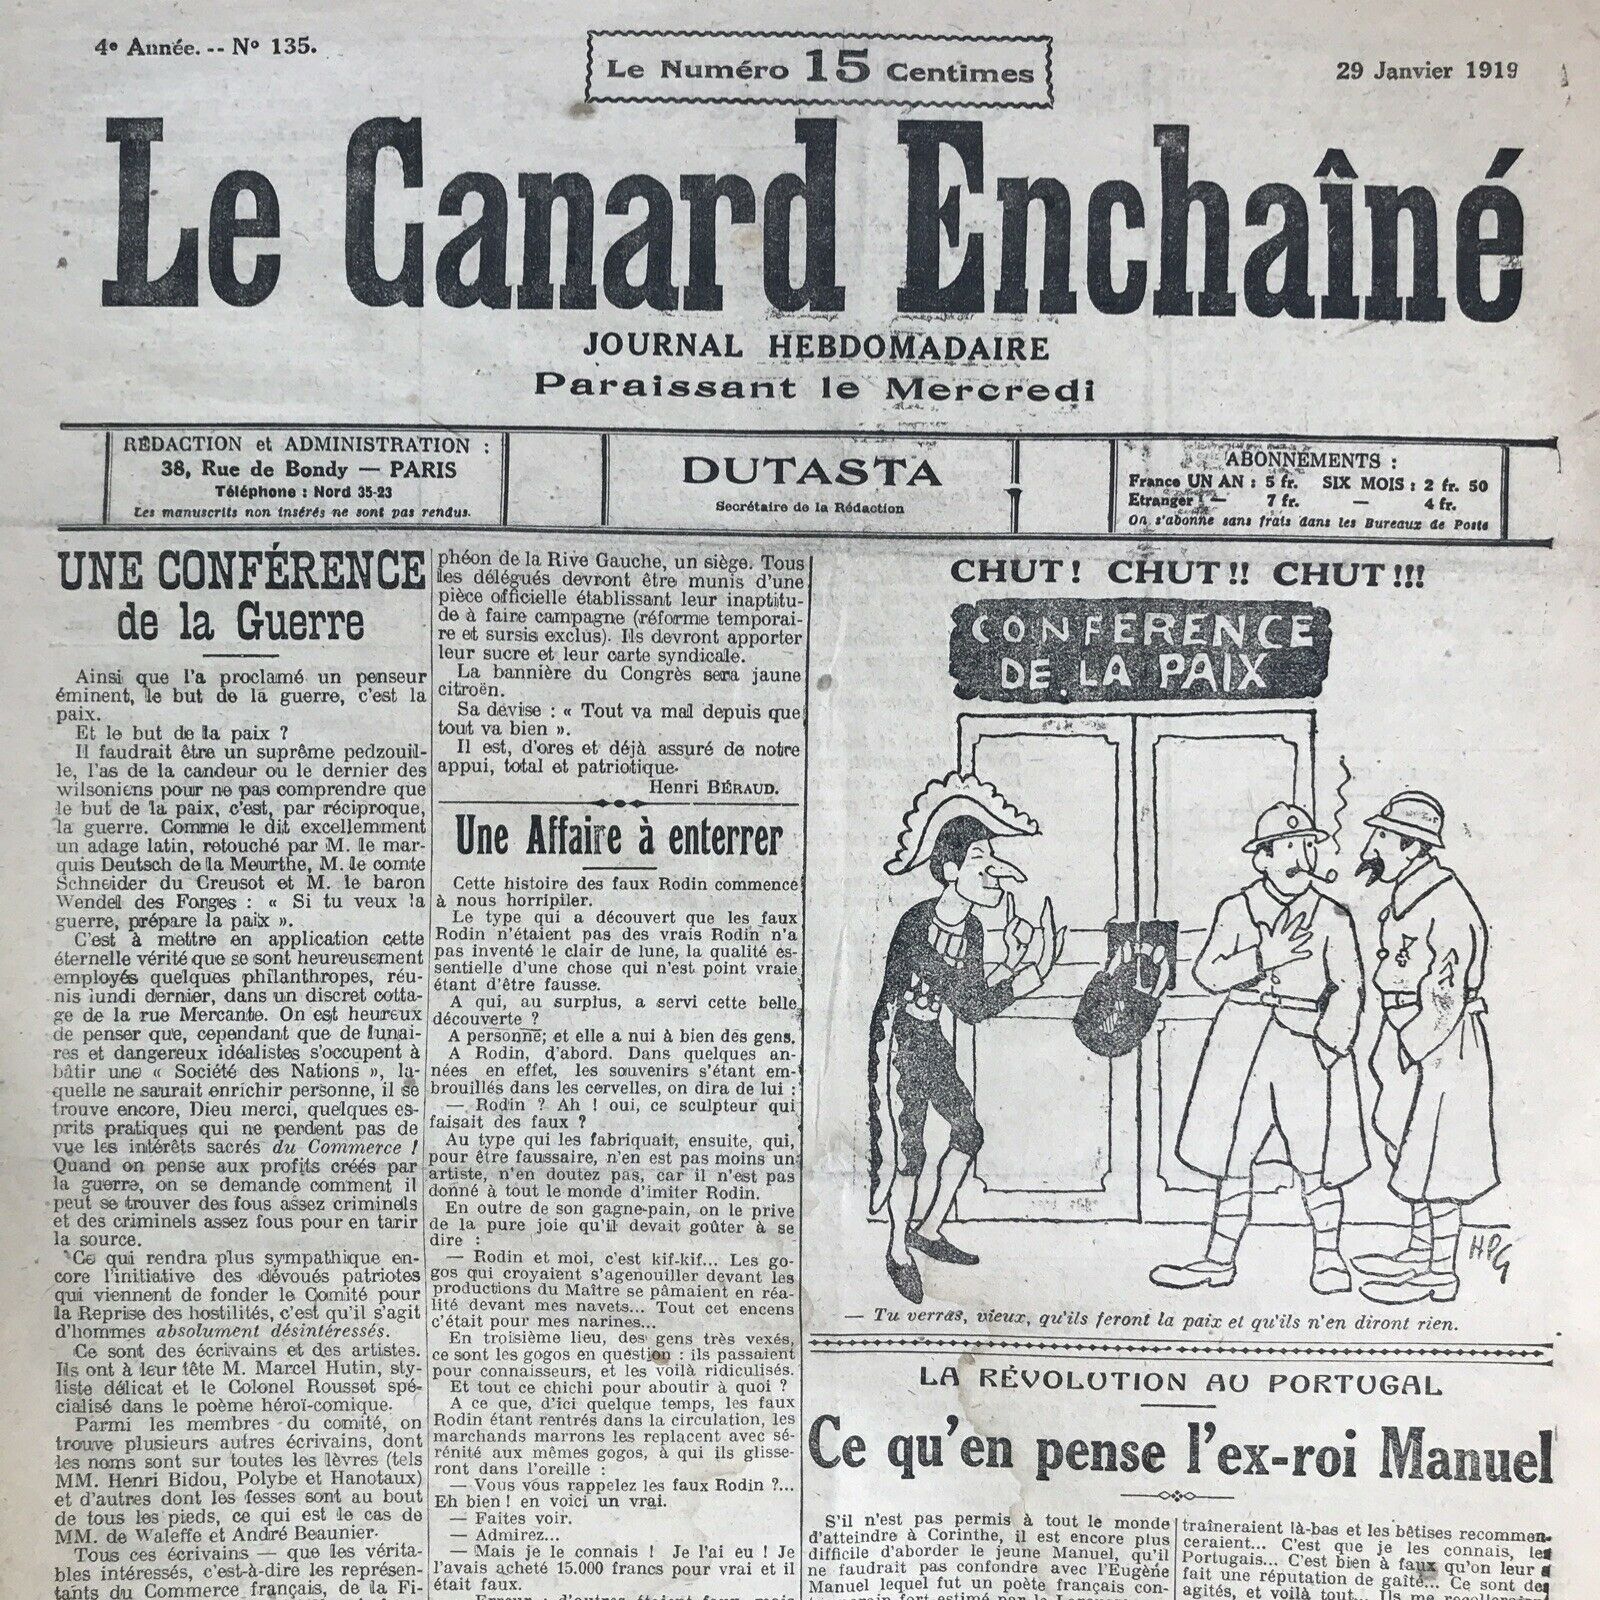 4e Année. -- No 135.
Le Numéro 15 Centimes
29 Janvier 1919
Le Canard Enchaîné
JOURNAL HEBDOMADAIRE
Paraissant le Mercredi
RÉDACTION et ADMINISTRATION :
38, Rue de Bondy — PARIS
Téléphone : Nord 35-23
Les manuscrits non insérés ne sont pas rendus.
DUTASTA
Secrétaire de la Rédaction
ABONNEMENTS :
France UN AN : 5 fr. SIX MOIS : 2 fr. 50
Etranger : — 7 fr. — 4 fr.
On s'abonne sans frais dans les Bureaux de Poste
UNE CONFÉRENCE
de la Guerre
Ainsi que l'a proclamé un penseur
éminent, le but de la guerre, c'est la
paix.
Et le but de la paix ?
Il faudrait être un suprême pedzouil-
le, l'as de la candeur ou le dernier des
wilsoniens pour ne pas comprendre que
le but de la paix, c'est, par réciproque,
la guerre. Comme le dit excellemment
un adage latin, retouché par M. le mar-
quis Deutsch de la Meurthe, M. le comte
Schneider du Creusot et M. le baron
Wendel des Forges : « Si tu veux la
guerre, prépare la paix ».
C'est à mettre en application cette
éternelle vérité que se sont heureusement
employés quelques philanthropes, réu-
nis lundi dernier, dans un discret cotta-
ge de la rue Mercante. On est heureux
de penser que, cependant que de lunai-
res et dangereux idéalistes s'occupent à
bâtir une « Société des Nations », la-
quelle ne saurait enrichir personne, il se
trouve encore, Dieu merci, quelques es-
prits pratiques qui ne perdent pas de
vue les intérêts sacrés du Commerce !
Quand on pense aux profits créés par
la guerre, on se demande comment il
peut se trouver des fous assez criminels
et des criminels assez fous pour en tarir
la source.
Ce qui rendra plus sympathique en-
core l'initiative des dévoués patriotes
qui viennent de fonder le Comité pour
la Reprise des hostilités, c'est qu'il s'agit
d'hommes absolument désintéressés.
Ce sont des écrivains et des artistes.
Ils ont à leur tête M. Marcel Hutin, sty-
liste délicat et le Colonel Rousset spé-
cialisé dans le poème héroï-comique.
Parmi les membres du comité, on
trouve plusieurs autres écrivains, dont
les noms sont sur toutes les lèvres (tels
MM. Henri Bidou, Polybe et Hanotaux)
et d'autres dont les fesses sont au bout
de tous les pieds, ce qui est le cas de
MM. de Waleffe et André Beaunier.
Tous ces écrivains — que les vérita-
bles intéressés, c'est-à-dire les représen-
tants du Commerce français, de la Fi-
phéon de la Rive Gauche, un siège. Tous
les délégués devront être munis d'une
pièce officielle établissant leur inaptitu-
de à faire campagne (réforme temporai-
re et sursis exclus). Ils devront apporter
leur sucre et leur carte syndicale.
La bannière du Congrès sera jaune
citroën.
Sa devise : « Tout va mal depuis que
tout va bien ».
Il est, d'ores et déjà assuré de notre
appui, total et patriotique.
Henri BÉRAUD.
Une Affaire à enterrer
Cette histoire des faux Rodin commence
à nous horripiler.
Le type qui a découvert que les faux
Rodin n'étaient pas des vrais Rodin n'a
pas inventé le clair de lune, la qualité es-
sentielle d'une chose qui n'est point vraie
étant d'être fausse.
A qui, au surplus, a servi cette belle
découverte ?
A personne; et elle a nui à bien des gens.
A Rodin, d'abord. Dans quelques an-
nées en effet, les souvenirs s'étant em-
brouillés dans les cervelles, on dira de lui :
— Rodin ? Ah ! oui, ce sculpteur qui
faisait des faux ?
Au type qui les fabriquait, ensuite, qui,
pour être faussaire, n'en est pas moins un
artiste, n'en doutez pas, car il n'est pas
donné à tout le monde d'imiter Rodin.
En outre de son gagne-pain, on le prive
de la pure joie qu'il devait goûter à se
dire :
— Rodin et moi, c'est kif-kif... Les go-
gos qui croyaient s'agenouiller devant les
productions du Maître se pâmaient en réa-
lité devant mes navets... Tout cet encens
c'était pour mes narines...
En troisième lieu, des gens très vexés,
ce sont les gogos en question : ils passaient
pour connaisseurs, et les voilà ridiculisés.
Et tout ce chichi pour aboutir à quoi ?
A ce que, d'ici quelque temps, les faux
Rodin étant rentrés dans la circulation, les
marchands marrons les replacent avec sé-
rénité aux mêmes gogos, à qui ils glisse-
ront dans l'oreille :
— Vous vous rappelez les faux Rodin ?...
Eh bien ! en voici un vrai.
— Faites voir.
— Admirez...
— Mais je le connais ! Je l'ai eu ! Je
l'avais acheté 15.000 francs pour vrai et il
était faux.
CHUT ! CHUT !! CHUT !!!
CONFERENCE
DE LA PAIX
HPG
— Tu verras, vieux, qu'ils feront la paix et qu'ils n'en diront rien.
LA RÉVOLUTION AU PORTUGAL
Ce qu'en pense l'ex-roi Manuel
S'il n'est pas permis à tout le monde
d'atteindre à Corinthe, il est encore plus
difficile d'aborder le jeune Manuel, qu'il
ne faudrait pas confondre avec l'Eugène
Manuel lequel fut un poète français con-
traîneraient là-bas et les bêtises recommen-
ceraient... C'est que je les connais, les
Portugais... C'est bien à faux qu'on leur a
fait une réputation de gaîté... Ce sont des
agités, et voilà tout...